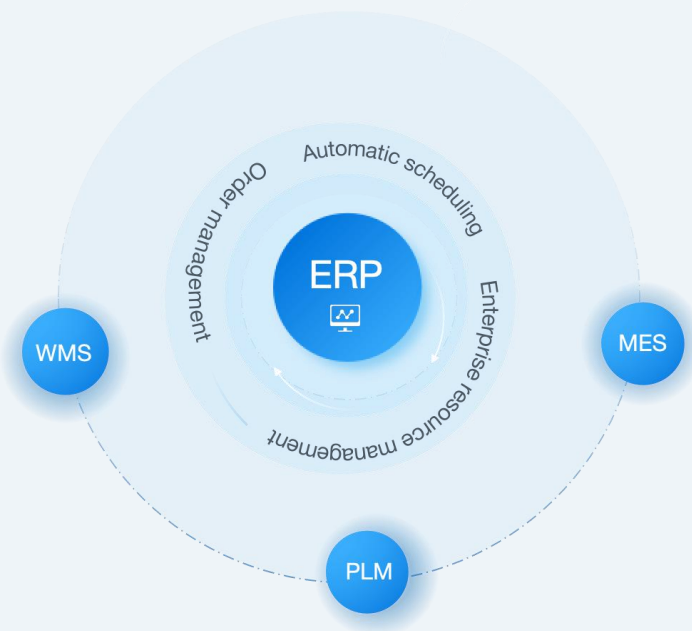 Automatic scheduling
Order management
ERP
Enterprise resource management
WMS
MES
PLM